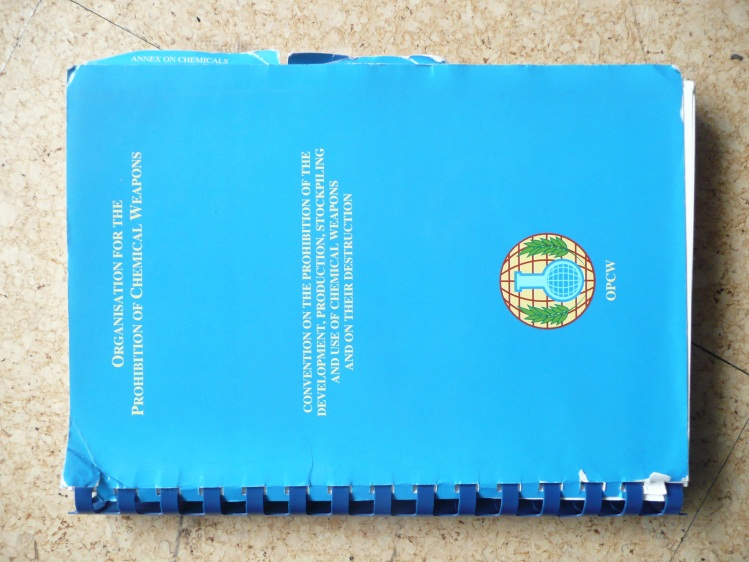 ANNEX ON CHEMICALS
ORGANISATION FOR THE
PROHIBITION OF CHEMICAL WEAPONS
CONVENTION ON THE PROHIBITION OF THE
DEVELOPMENT, PRODUCTION, STOCKPILING
AND USE OF CHEMICAL WEAPONS
AND ON THEIR DESTRUCTION
OPCW